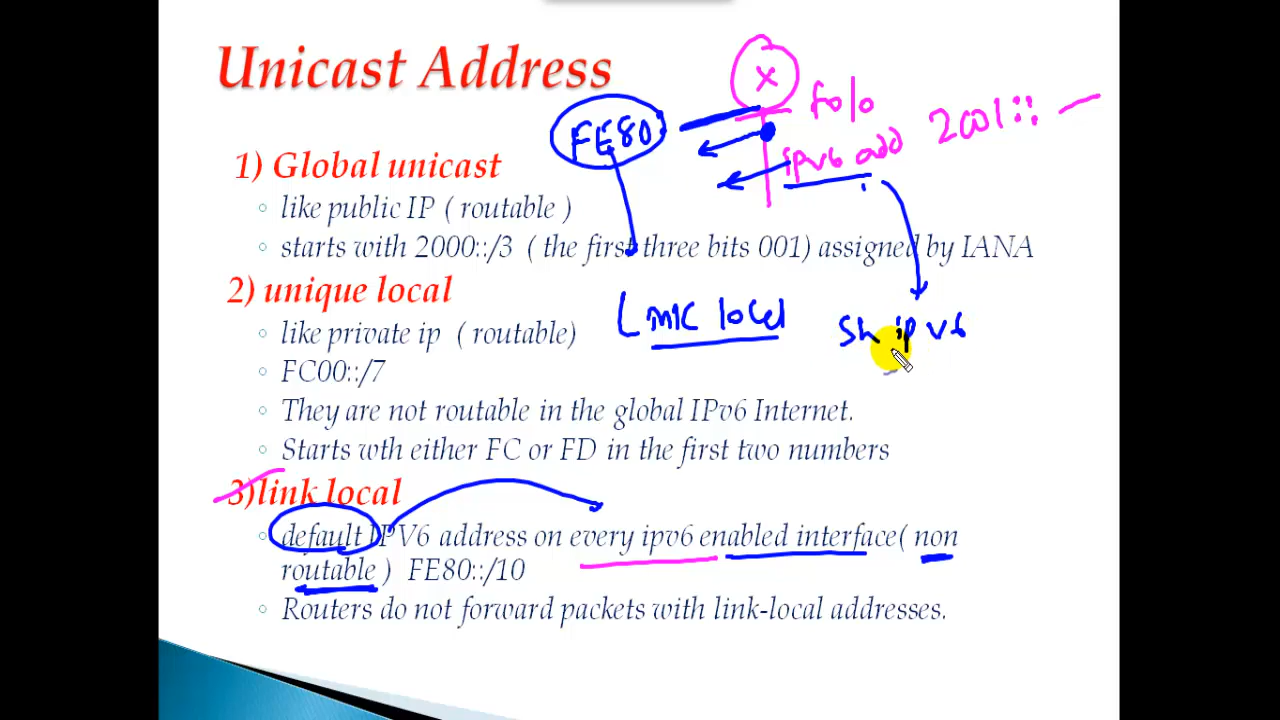 Unicast Address
X
fo/o
FE80
ipv6 add 2001::
1) Global unicast
like public IP ( routable )
starts with 2000::/3 ( the first three bits 001) assigned by IANA
2) unique local
Link local
sh ipv6
like private ip ( routable)
FC00::/7
They are not routable in the global IPv6 Internet.
Starts wth either FC or FD in the first two numbers
3)link local
default IPV6 address on every ipv6 enabled interface( non
routable ) FE80::/10
Routers do not forward packets with link-local addresses.